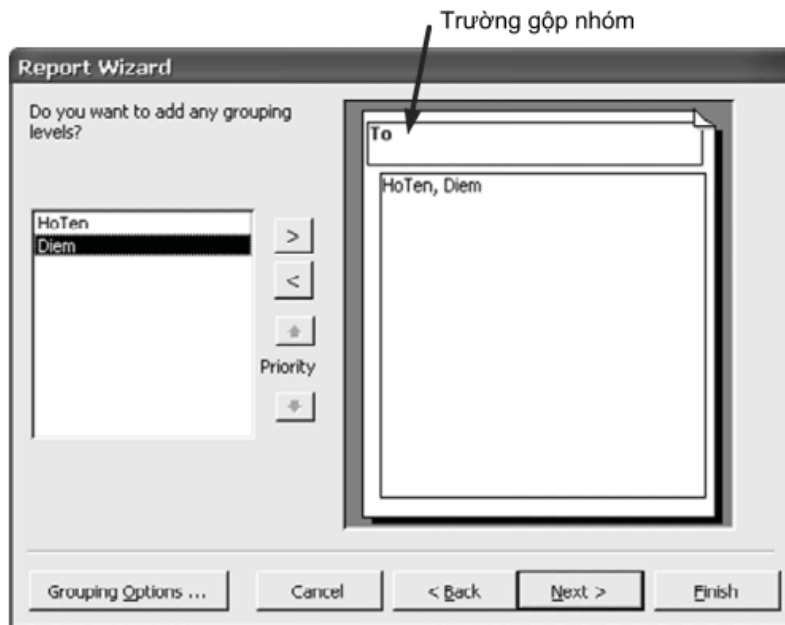 Trường gộp nhóm
Report Wizard
Do you want to add any grouping
levels?
To
HoTen, Diem
HoTen
Diem
>
<
Priority
Grouping Options ...
Cancel
< Back
Next >
Finish